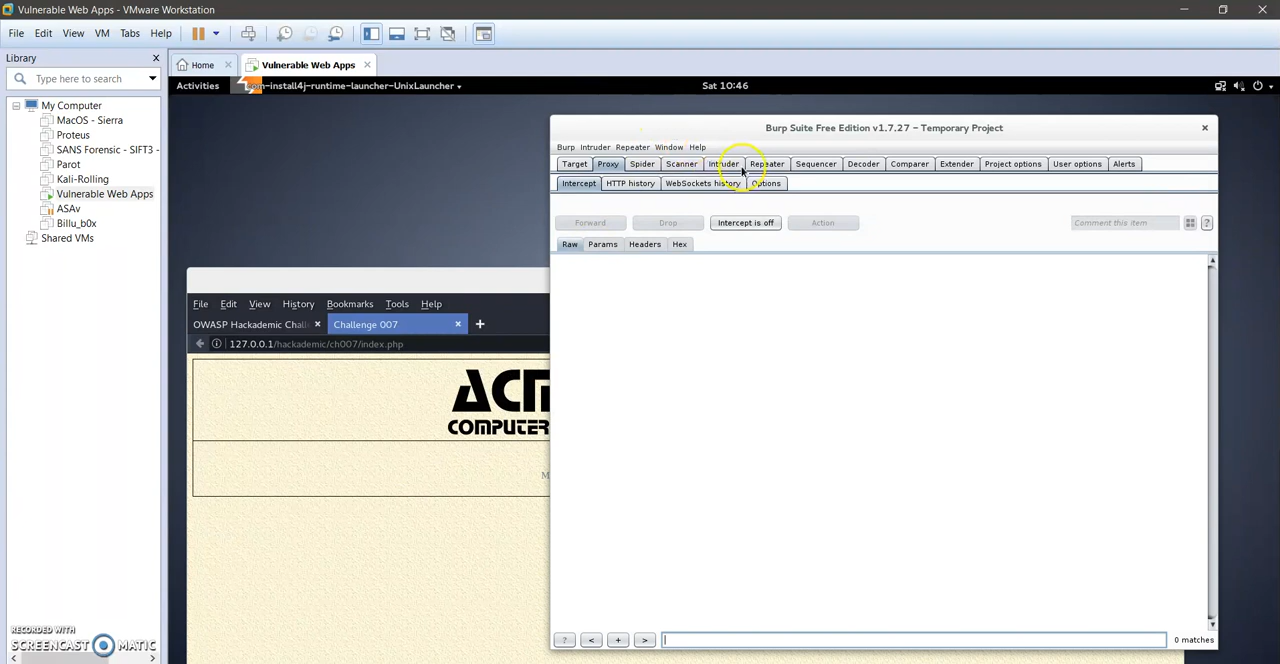 Vulnerable Web Apps - VMware Workstation
File Edit View VM Tabs Help
Library
Type here to search
My Computer
MacOS - Sierra
Proteus
SANS Forensic - SIFT3 -
Parot
Kali-Rolling
Vulnerable Web Apps
ASAv
Billu_b0x
Shared VMs
Home
Vulnerable Web Apps
Activities
om-install4j-runtime-launcher-UnixLauncher
Sat 10:46
Burp Suite Free Edition v1.7.27 - Temporary Project
Burp Intruder Repeater Window Help
Target Proxy Spider Scanner Intruder Repeater Sequencer Decoder Comparer Extender Project options User options Alerts
Intercept HTTP history WebSockets history Options
Forward Drop Intercept is off Action Comment this item ?
Raw Params Headers Hex
? < + > 0 matches
File Edit View History Bookmarks Tools Help
OWASP Hackademic Chall
Challenge 007
127.0.0.1/hackademic/ch007/index.php
ACM
COMPUTER
M
RECORDED WITH
SCREENCAST MATIC